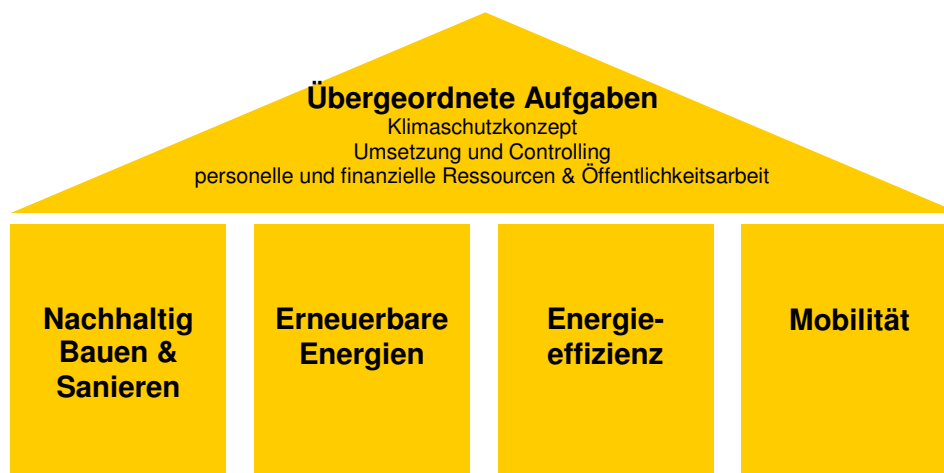 Übergeordnete Aufgaben
Klimaschutzkonzept
Umsetzung und Controlling
personelle und finanzielle Ressourcen & Öffentlichkeitsarbeit
Nachhaltig
Bauen &
Sanieren
Erneuerbare
Energien
Energie-
effizienz
Mobilität